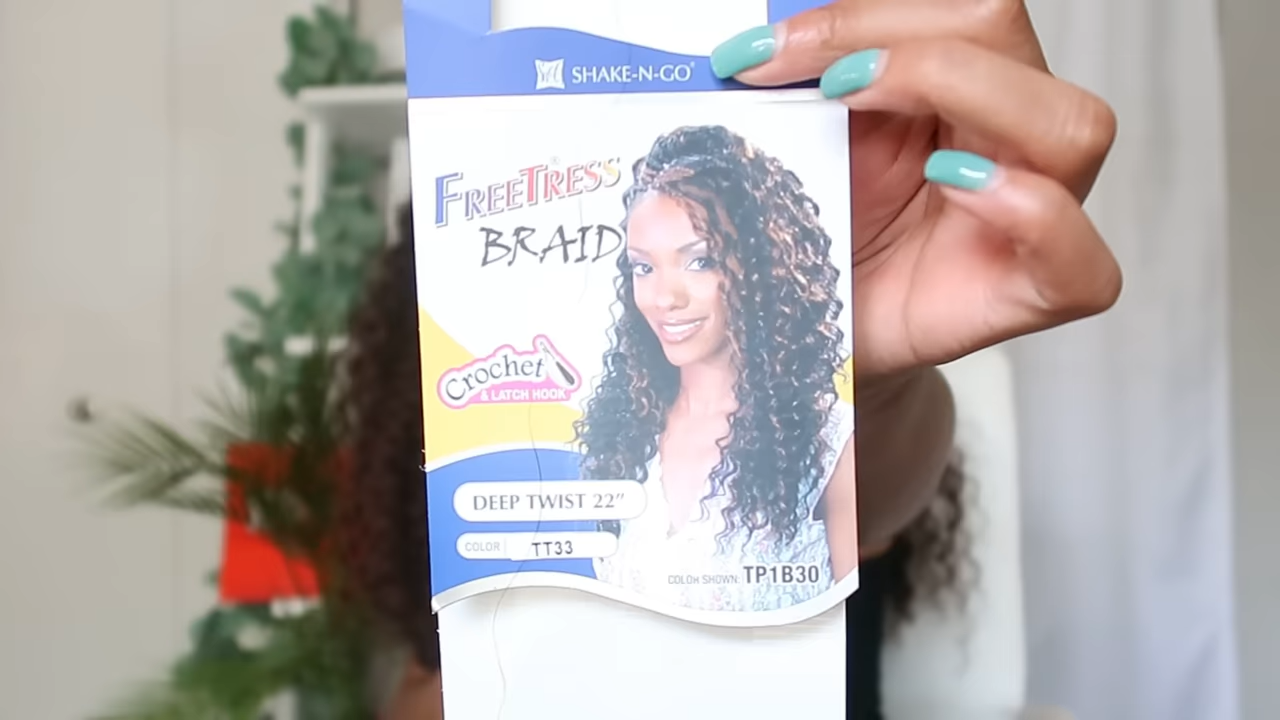 SHAKE-N-GO®
FREETRESS®
BRAID
Crochet
& LATCH HOOK
DEEP TWIST 22"
COLOR TT33
COLOR SHOWN: TP1B30